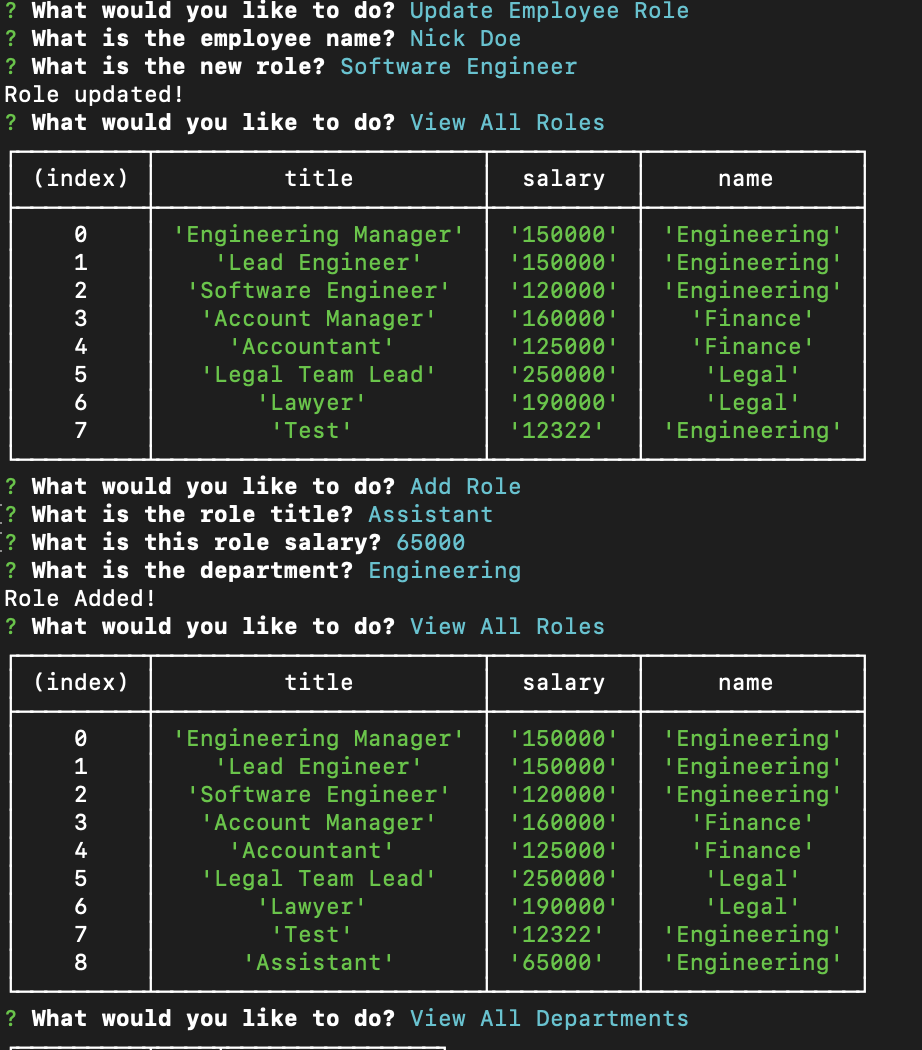 ? What would you like to do? Update Employee Role
? What is the employee name? Nick Doe
? What is the new role? Software Engineer
Role updated!
? What would you like to do? View All Roles
(index) title salary name
0 'Engineering Manager' '150000' 'Engineering'
1 'Lead Engineer' '150000' 'Engineering'
2 'Software Engineer' '120000' 'Engineering'
3 'Account Manager' '160000' 'Finance'
4 'Accountant' '125000' 'Finance'
5 'Legal Team Lead' '250000' 'Legal'
6 'Lawyer' '190000' 'Legal'
7 'Test' '12322' 'Engineering'
? What would you like to do? Add Role
? What is the role title? Assistant
? What is this role salary? 65000
? What is the department? Engineering
Role Added!
? What would you like to do? View All Roles
(index) title salary name
0 'Engineering Manager' '150000' 'Engineering'
1 'Lead Engineer' '150000' 'Engineering'
2 'Software Engineer' '120000' 'Engineering'
3 'Account Manager' '160000' 'Finance'
4 'Accountant' '125000' 'Finance'
5 'Legal Team Lead' '250000' 'Legal'
6 'Lawyer' '190000' 'Legal'
7 'Test' '12322' 'Engineering'
8 'Assistant' '65000' 'Engineering'
? What would you like to do? View All Departments